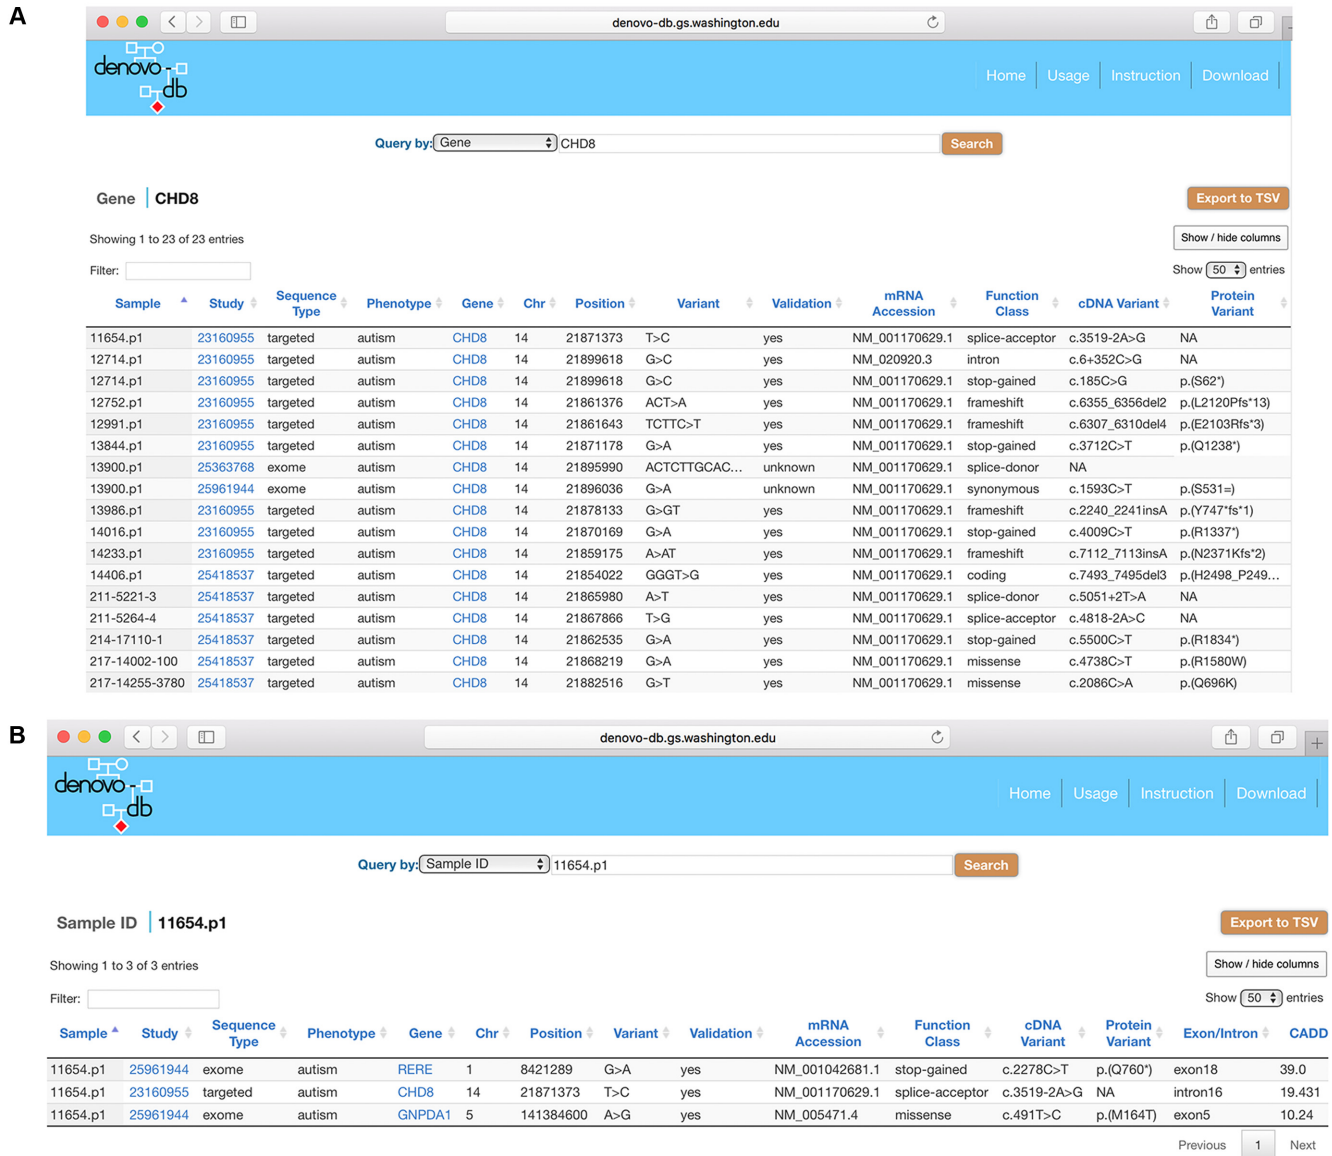 A
denovo-db.gs.washington.edu
denovo-db
Home Usage Instruction Download
Query by: Gene CHD8 Search
Gene CHD8 Export to TSV
Showing 1 to 23 of 23 entries Show / hide columns
Filter: Show 50 entries
Sample Study Sequence Type Phenotype Gene Chr Position Variant Validation mRNA Accession Function Class cDNA Variant Protein Variant
11654.p1 23160955 targeted autism CHD8 14 21871373 T>C yes NM_001170629.1 splice-acceptor c.3519-2A>G NA
12714.p1 23160955 targeted autism CHD8 14 21899618 G>C yes NM_020920.3 intron c.6+352C>G NA
12714.p1 23160955 targeted autism CHD8 14 21899618 G>C yes NM_001170629.1 stop-gained c.185C>G p.(S62*)
12752.p1 23160955 targeted autism CHD8 14 21861376 ACT>A yes NM_001170629.1 frameshift c.6355_6356del2 p.(L2120Pfs*13)
12991.p1 23160955 targeted autism CHD8 14 21861643 TCTTC>T yes NM_001170629.1 frameshift c.6307_6310del4 p.(E2103Rfs*3)
13844.p1 23160955 targeted autism CHD8 14 21871178 G>A yes NM_001170629.1 stop-gained c.3712C>T p.(Q1238*)
13900.p1 25363768 exome autism CHD8 14 21895990 ACTCTTGCAC... unknown NM_001170629.1 splice-donor NA
13900.p1 25961944 exome autism CHD8 14 21896036 G>A unknown NM_001170629.1 synonymous c.1593C>T p.(S531=)
13986.p1 23160955 targeted autism CHD8 14 21878133 G>GT yes NM_001170629.1 frameshift c.2240_2241insA p.(Y747*fs*1)
14016.p1 23160955 targeted autism CHD8 14 21870169 G>A yes NM_001170629.1 stop-gained c.4009C>T p.(R1337*)
14233.p1 23160955 targeted autism CHD8 14 21859175 A>AT yes NM_001170629.1 frameshift c.7112_7113insA p.(N2371Kfs*2)
14406.p1 25418537 targeted autism CHD8 14 21854022 GGGT>G yes NM_001170629.1 coding c.7493_7495del3 p.(H2498_P249...
211-5221-3 25418537 targeted autism CHD8 14 21865980 A>T yes NM_001170629.1 splice-donor c.5051+2T>A NA
211-5264-4 25418537 targeted autism CHD8 14 21867866 T>G yes NM_001170629.1 splice-acceptor c.4818-2A>C NA
214-17110-1 25418537 targeted autism CHD8 14 21862535 G>A yes NM_001170629.1 stop-gained c.5500C>T p.(R1834*)
217-14002-100 25418537 targeted autism CHD8 14 21868219 G>A yes NM_001170629.1 missense c.4738C>T p.(R1580W)
217-14255-3780 25418537 targeted autism CHD8 14 21882516 G>T yes NM_001170629.1 missense c.2086C>A p.(Q696K)
B
denovo-db.gs.washington.edu
denovo-db
Home Usage Instruction Download
Query by: Sample ID 11654.p1 Search
Sample ID 11654.p1 Export to TSV
Showing 1 to 3 of 3 entries Show / hide columns
Filter: Show 50 entries
Sample Study Sequence Type Phenotype Gene Chr Position Variant Validation mRNA Accession Function Class cDNA Variant Protein Variant Exon/Intron CADD
11654.p1 25961944 exome autism RERE 1 8421289 G>A yes NM_001042681.1 stop-gained c.2278C>T p.(Q760*) exon18 39.0
11654.p1 23160955 targeted autism CHD8 14 21871373 T>C yes NM_001170629.1 splice-acceptor c.3519-2A>G NA intron16 19.431
11654.p1 25961944 exome autism GNPDA1 5 141384600 A>G yes NM_005471.4 missense c.491T>C p.(M164T) exon5 10.24
Previous 1 Next